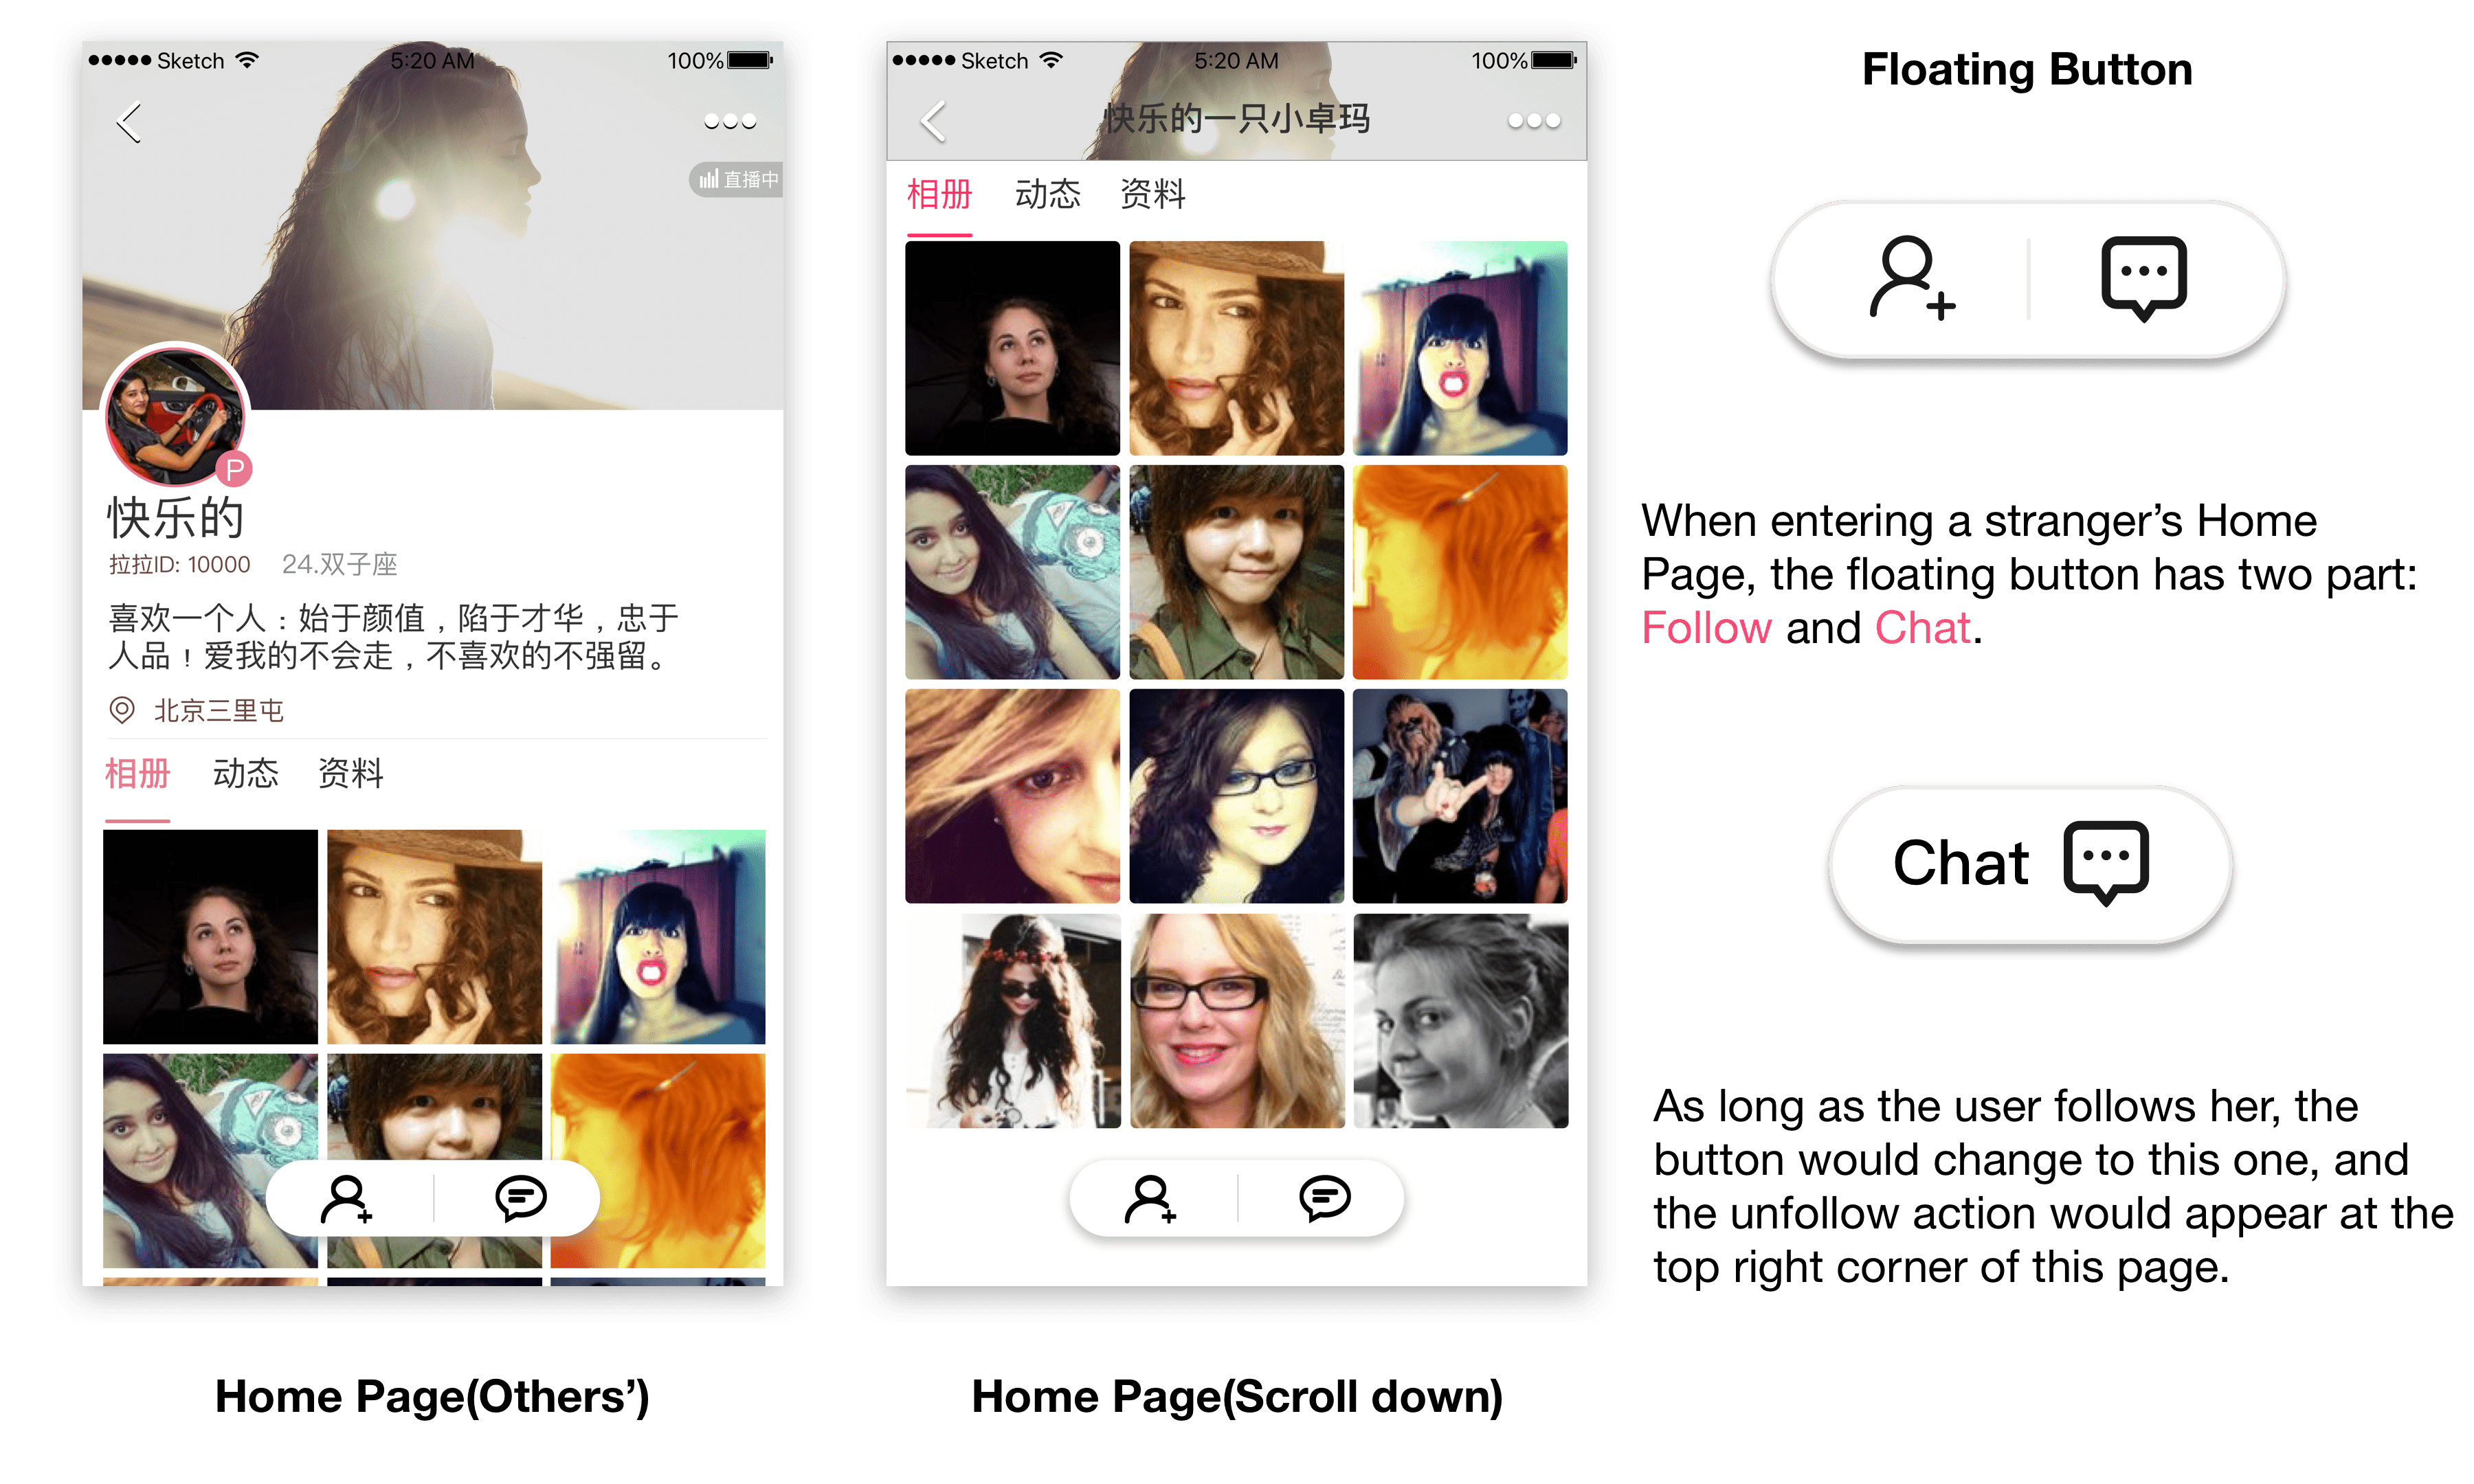 Sketch 5:20 AM 100%
直播中
P
快乐的
拉拉ID: 10000 24.双子座
喜欢一个人：始于颜值，陷于才华，忠于
人品！爱我的不会走，不喜欢的不强留。
北京三里屯
相册 动态 资料
Home Page(Others’)
Sketch 5:20 AM 100%
快乐的一只小卓玛
相册 动态 资料
Home Page(Scroll down)
Floating Button
When entering a stranger’s Home
Page, the floating button has two part:
Follow and Chat.
Chat
As long as the user follows her, the
button would change to this one, and
the unfollow action would appear at the
top right corner of this page.